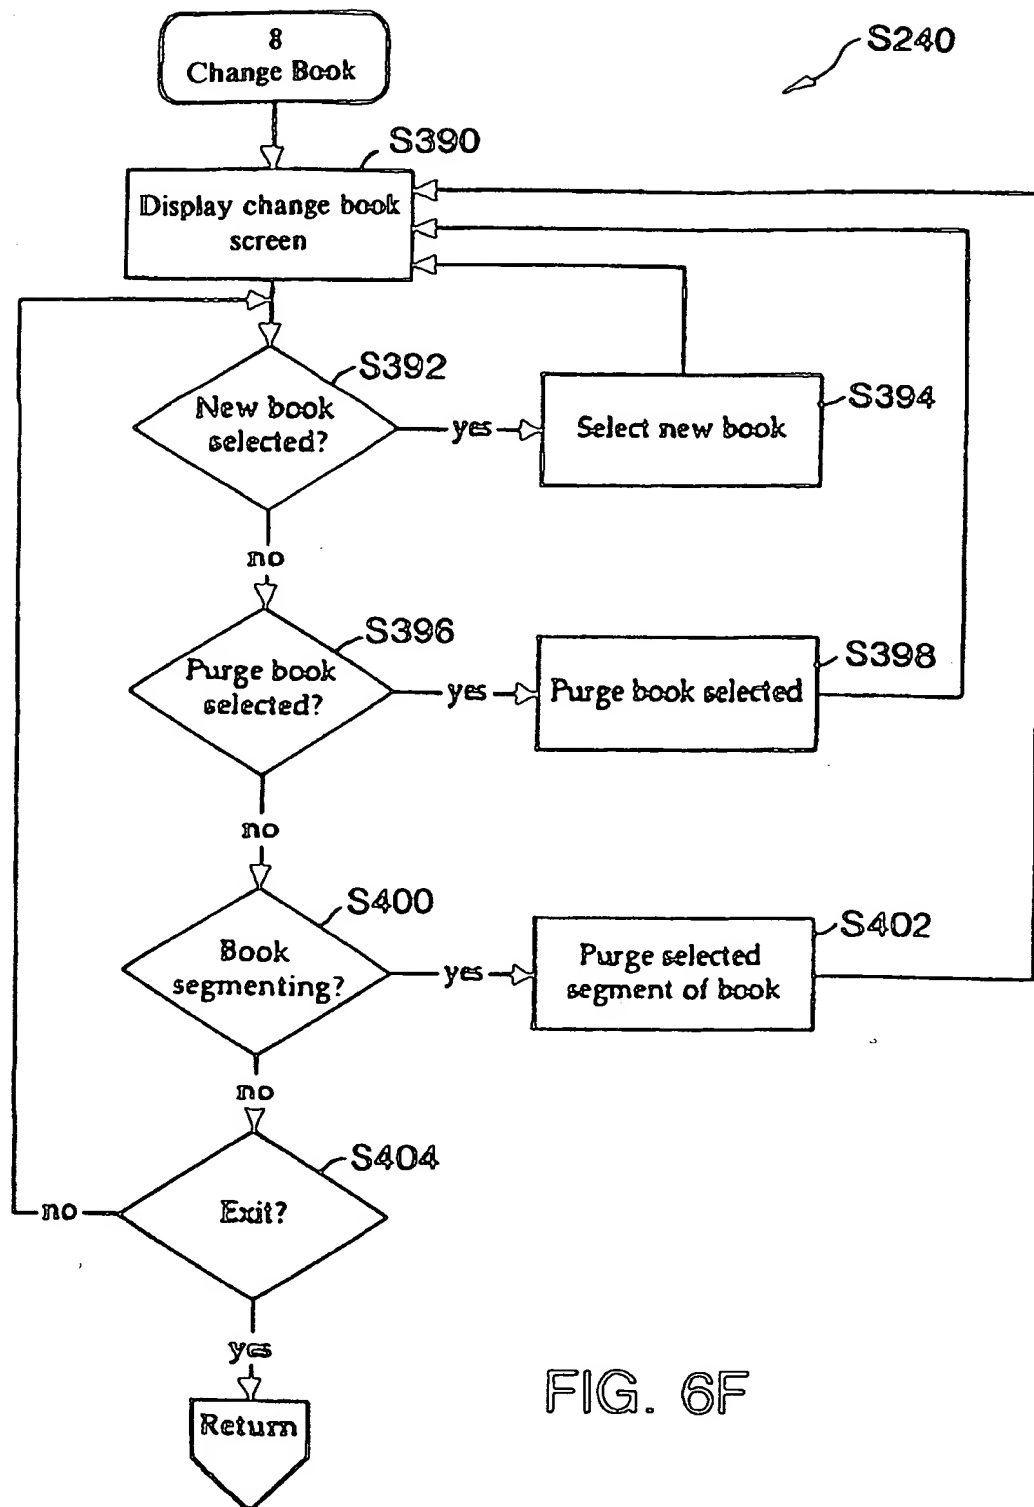 8
Change Book
S240
S390
Display change book
screen
S392
New book
selected?
yes
S394
Select new book
no
S396
Purge book
selected?
yes
S398
Purge book selected
no
S400
Book
segmenting?
yes
S402
Purge selected
segment of book
no
S404
Exit?
no
yes
Return
FIG. 6F